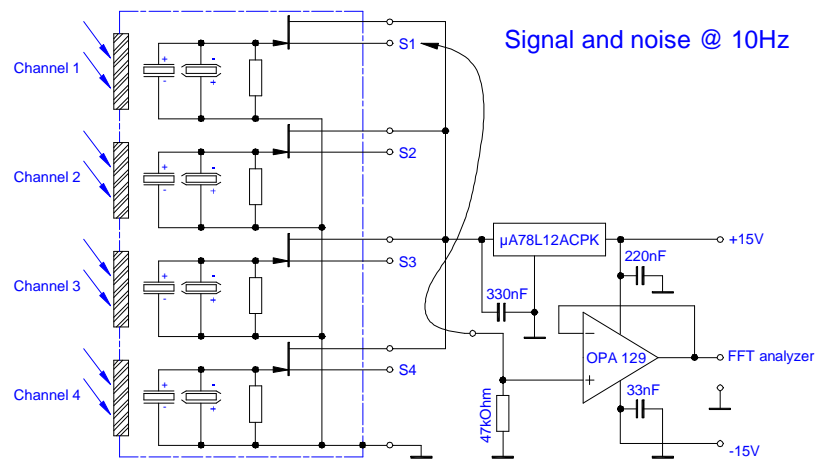 Signal and noise @ 10Hz
Channel 1
+ -
- +
S1
Channel 2
+ -
- +
S2
Channel 3
+ -
- +
S3
Channel 4
+ -
- +
S4
µA78L12ACPK
+15V
220nF
330nF
−
OPA 129
+
FFT analyzer
47kOhm
33nF
-15V